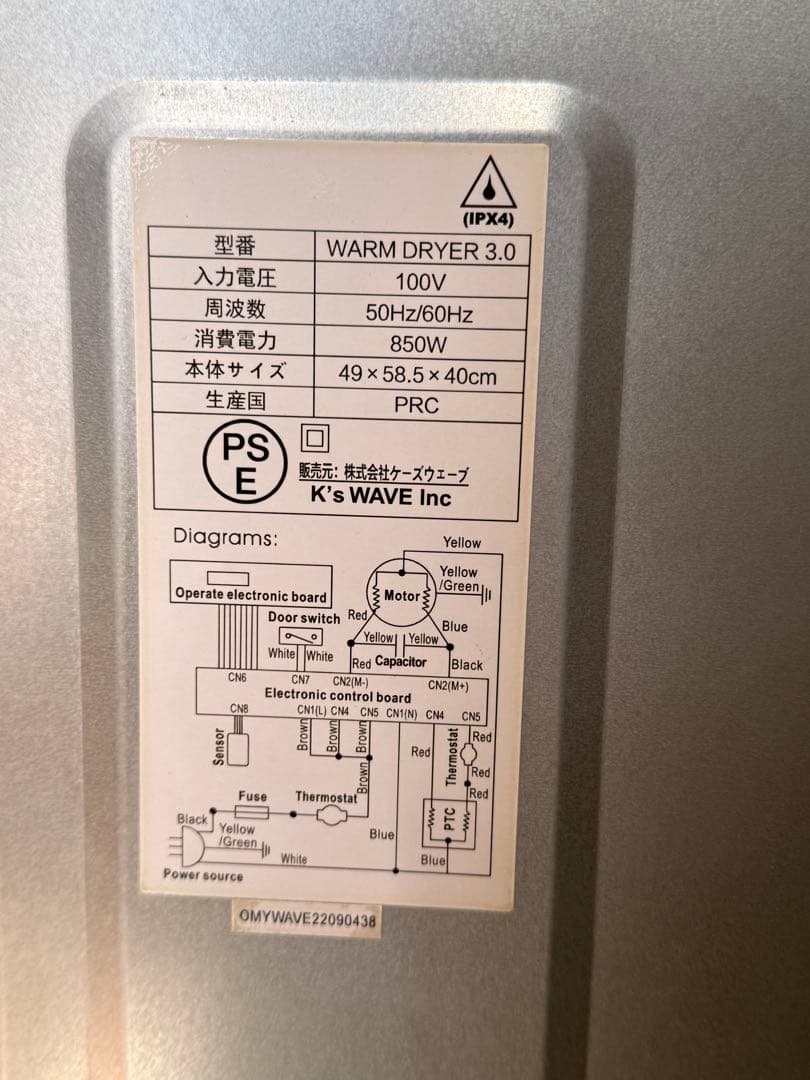 (IPX4)
型番 WARM DRYER 3.0
入力電圧 100V
周波数 50Hz/60Hz
消費電力 850W
本体サイズ 49×58.5×40cm
生産国 PRC
PS
E
販売元: 株式会社ケーズウェーブ
K's WAVE Inc
Diagrams:
Yellow
Operate electronic board
Motor
Yellow
/Green
Door switch
Red
Blue
White White
Yellow Yellow
Red Capacitor Black
CN6 CN7 CN2(M-) CN2(M+)
Electronic control board
CN8 CN1(L) CN4 CN5 CN1(N) CN4 CN5
Sensor
Brown Brown Brown
Brown
Red
Thermostat
Red
Red
Red
PTC
Fuse Thermostat
Black
Yellow
/Green
Blue
White
Blue
Power source
OMYWAVE22090438